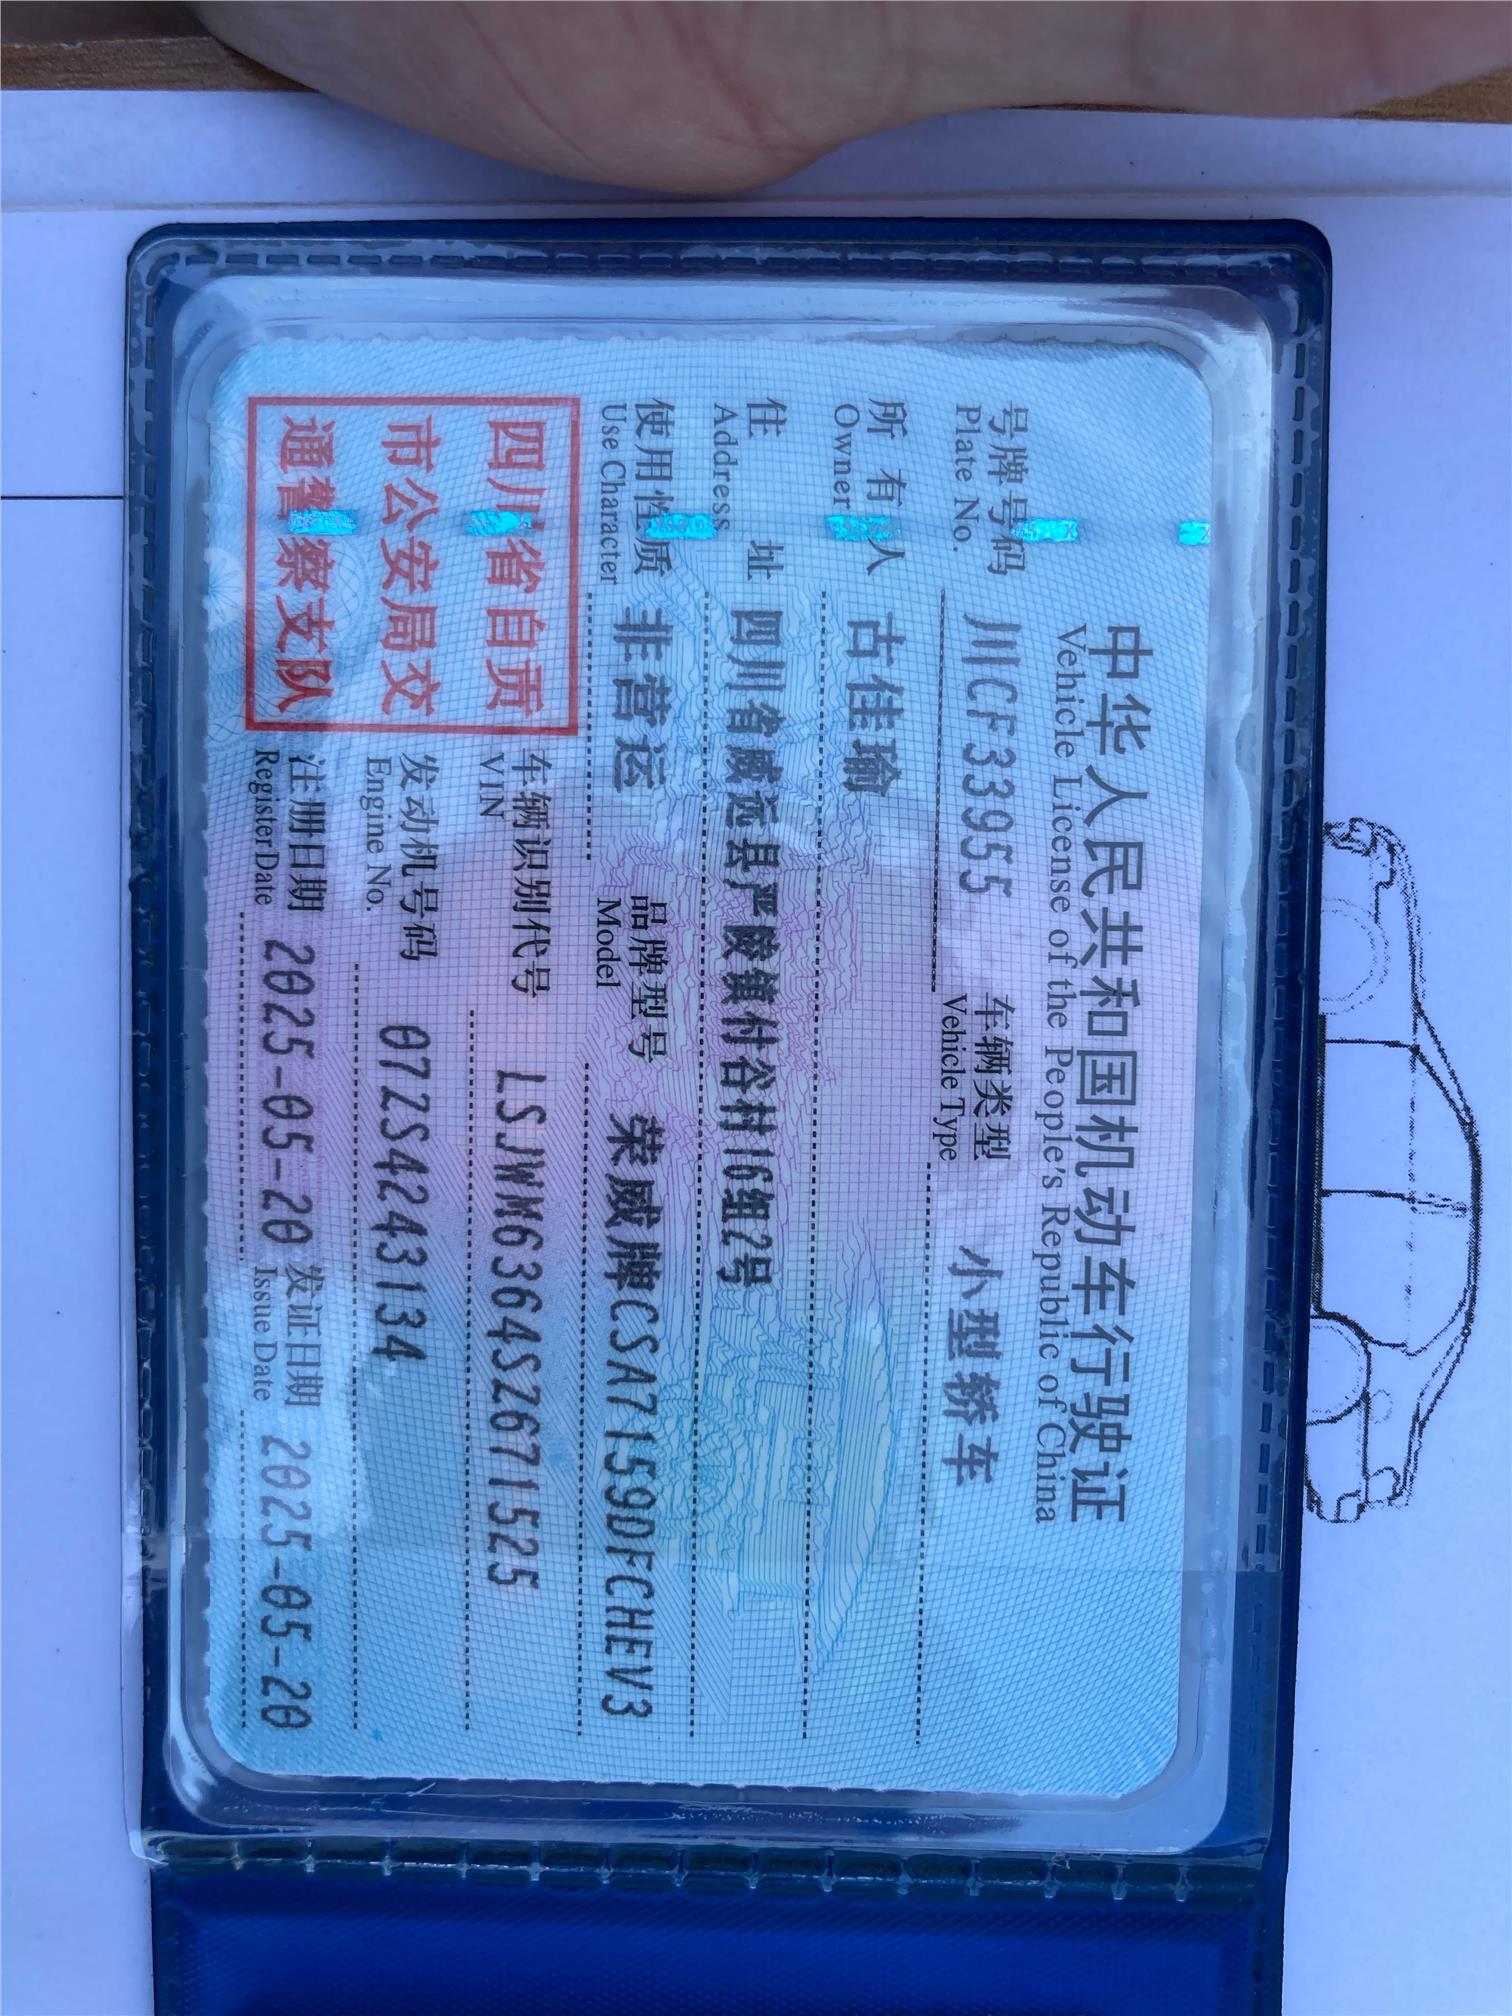 中华人民共和国机动车行驶证
Vehicle License of the People's Republic of China
号牌号码 川CF33955 车辆类型 小型轿车
Plate No. Vehicle Type
所有人 古佳瑜
Owner
住址 四川省威远县严陵镇付谷村16组2号
Address
使用性质 非营运 品牌型号 荣威牌CSA7159DFCHEV3
Use Character Model
四川省自贡
市公安局交
通警察支队
车辆识别代号 LSJWM6364SZ671525
VIN
发动机号码 07ZS4243134
Engine No.
注册日期 2025-05-20 发证日期 2025-05-20
Register Date Issue Date